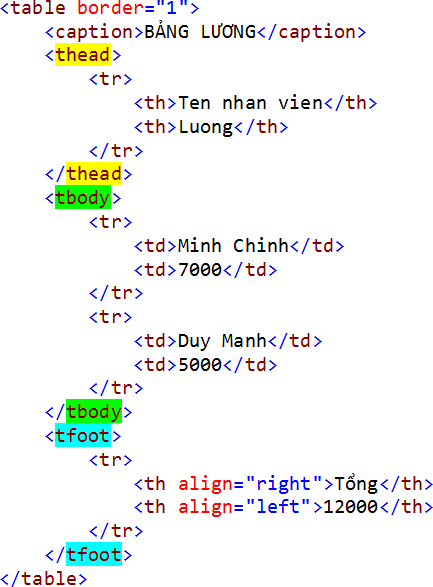 <table border="1">
    <caption>BẢNG LƯƠNG</caption>
    <thead>
        <tr>
            <th>Ten nhan vien</th>
            <th>Luong</th>
        </tr>
    </thead>
    <tbody>
        <tr>
            <td>Minh Chinh</td>
            <td>7000</td>
        </tr>
        <tr>
            <td>Duy Manh</td>
            <td>5000</td>
        </tr>
    </tbody>
    <tfoot>
        <tr>
            <th align="right">Tổng</th>
            <th align="left">12000</th>
        </tr>
    </tfoot>
</table>